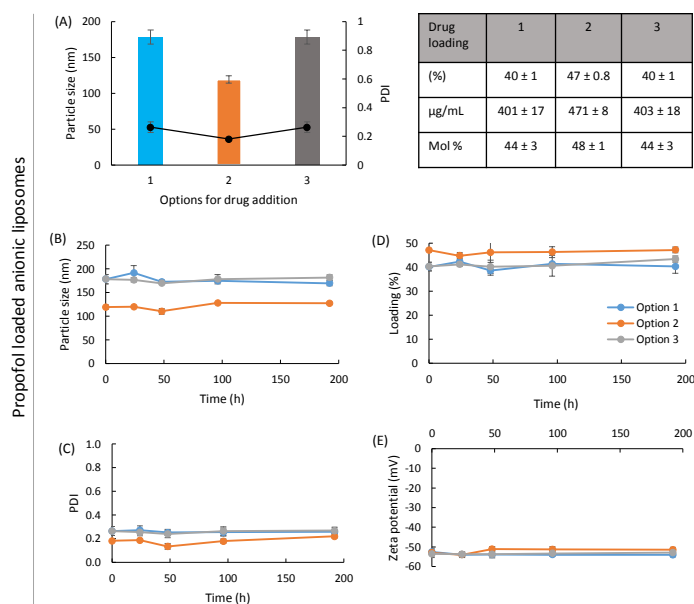 Propofol loaded anionic liposomes
(A)
Particle size (nm)
200
150
100
50
0
1
0.8
0.6
0.4
0.2
0
PDI
1 2 3
Options for drug addition
Drug loading 1 2 3
(%) 40 ± 1 47 ± 0.8 40 ± 1
µg/mL 401 ± 17 471 ± 8 403 ± 18
Mol % 44 ± 3 48 ± 1 44 ± 3
(B)
Particle size (nm)
250
200
150
100
50
0
0 50 100 150 200
Time (h)
(D)
Loading (%)
50
40
30
20
10
0
Option 1
Option 2
Option 3
0 50 100 150 200
Time (h)
(C)
PDI
1.0
0.8
0.6
0.4
0.2
0.0
0 50 100 150 200
Time (h)
(E)
Time (h)
0 50 100 150 200
Zeta potential (mV)
0
-10
-20
-30
-40
-50
-60